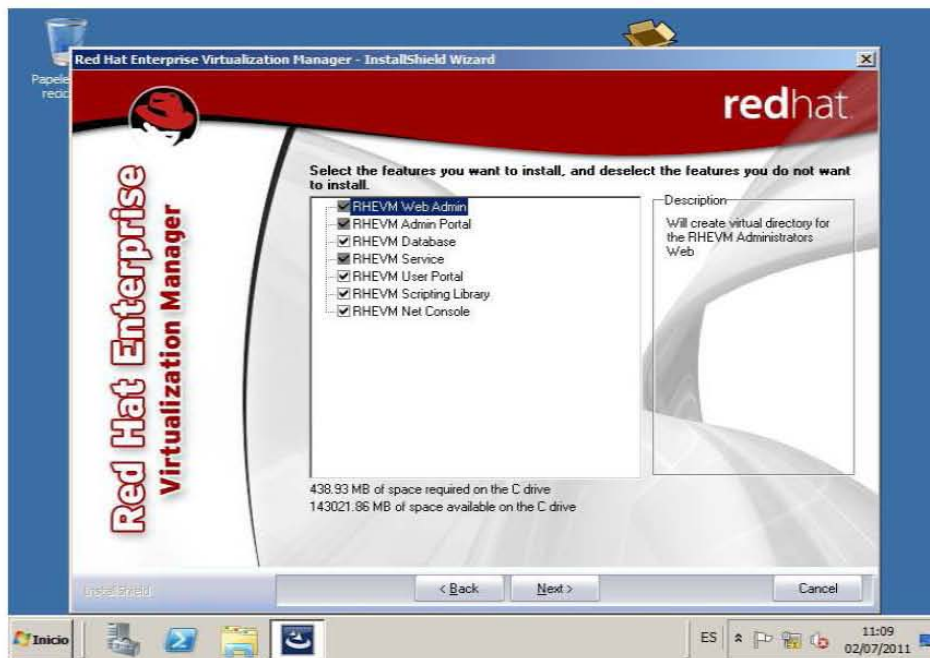 Red Hat Enterprise Virtualization Manager - InstallShield Wizard
redhat.
Red Hat Enterprise
Virtualization Manager
Select the features you want to install, and deselect the features you do not want
to install.
RHEVM Web Admin
RHEVM Admin Portal
RHEVM Database
RHEVM Service
RHEVM User Portal
RHEVM Scripting Library
RHEVM Net Console
Description
Will create virtual directory for
the RHEVM Administrators
Web
438.93 MB of space required on the C drive
143021.86 MB of space available on the C drive
InstallShield
< Back
Next >
Cancel
Inicio
ES
11:09
02/07/2011